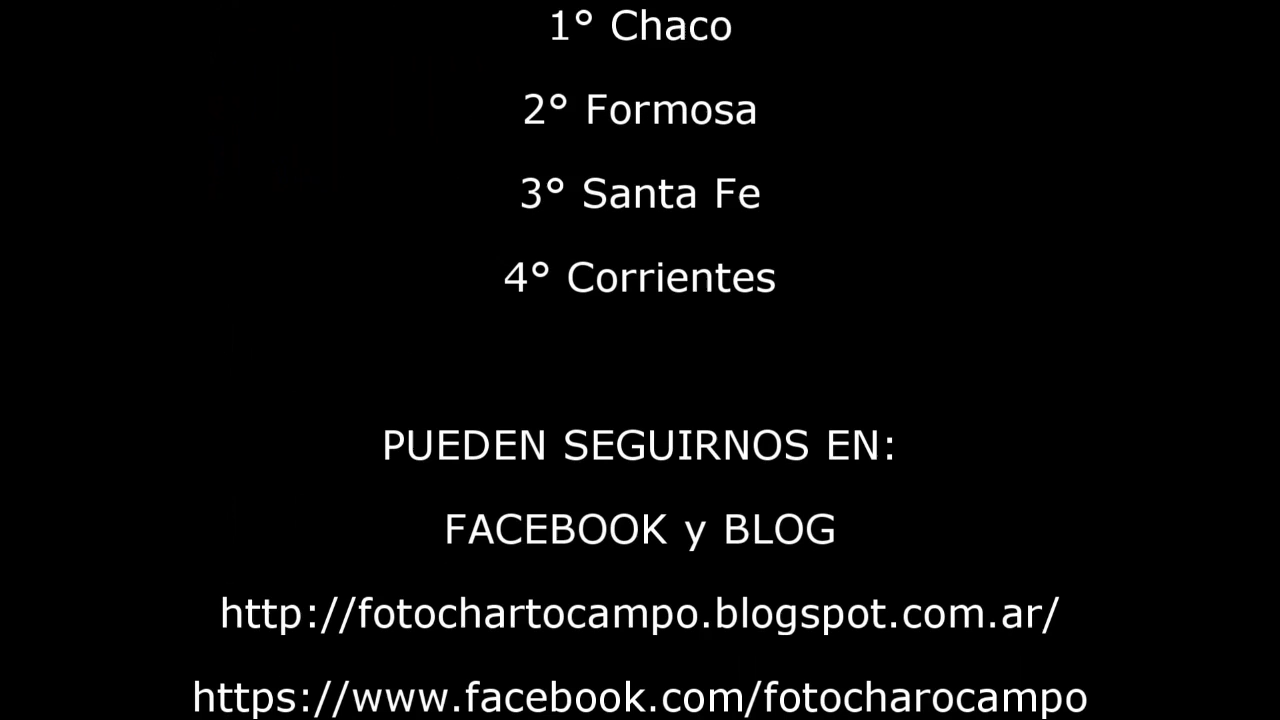 1° Chaco
2° Formosa
3° Santa Fe
4° Corrientes
PUEDEN SEGUIRNOS EN:
FACEBOOK y BLOG
http://fotochartocampo.blogspot.com.ar/
https://www.facebook.com/fotocharocampo